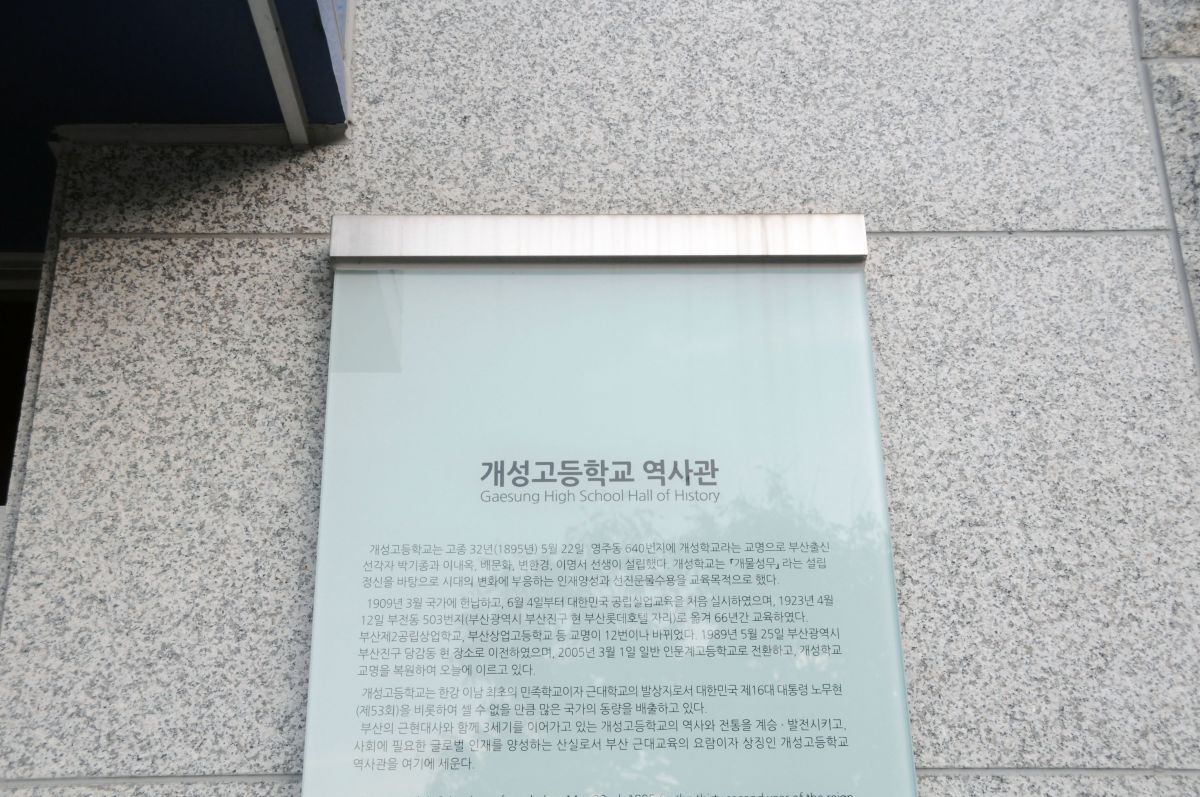 개성고등학교 역사관
Gaesung High School Hall of History
개성고등학교는 고종 32년(1895년) 5월 22일 영주동 640번지에 개성학교라는 교명으로 부산출신
선각자 박기종과 이내옥, 배문화, 변한경, 이명서 선생이 설립했다. 개성학교는 『개물성무』 라는 설립
정신을 바탕으로 시대의 변화에 부응하는 인재양성과 선진문물수용을 교육목적으로 했다.
1909년 3월 국가에 헌납하고, 6월 4일부터 대한민국 공립실업교육을 처음 실시하였으며, 1923년 4월
12일 부전동 503번지(부산광역시 부산진구 현 부산롯데호텔 자리)로 옮겨 66년간 교육하였다.
부산제2공립상업학교, 부산상업고등학교 등 교명이 12번이나 바뀌었다. 1989년 5월 25일 부산광역시
부산진구 당감동 현 장소로 이전하였으며, 2005년 3월 1일 일반 인문계고등학교로 전환하고, 개성학교
교명을 복원하여 오늘에 이르고 있다.
개성고등학교는 한강 이남 최초의 민족학교이자 근대학교의 발상지로서 대한민국 제16대 대통령 노무현
(제53회)을 비롯하여 셀 수 없을 만큼 많은 국가의 동량을 배출하고 있다.
부산의 근현대사와 함께 3세기를 이어가고 있는 개성고등학교의 역사와 전통을 계승 · 발전시키고,
사회에 필요한 글로벌 인재를 양성하는 산실로서 부산 근대교육의 요람이자 상징인 개성고등학교
역사관을 여기에 세운다.